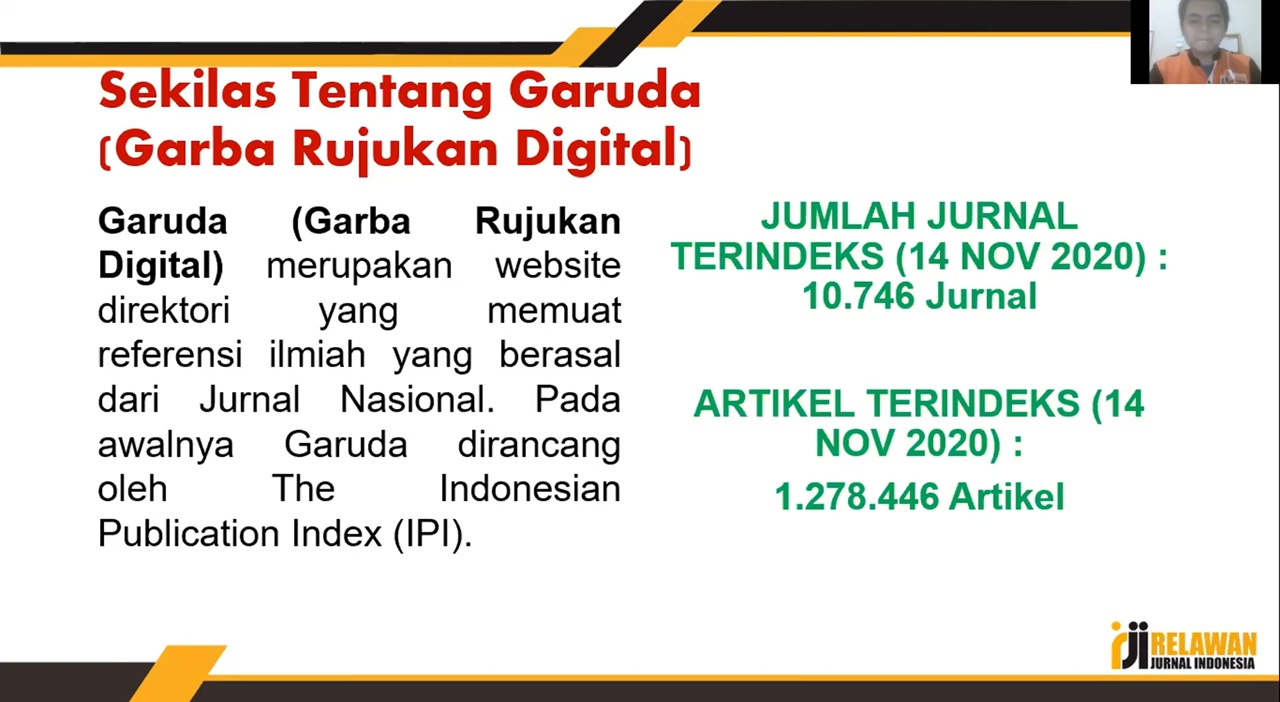 Sekilas Tentang Garuda
(Garba Rujukan Digital)
Garuda (Garba Rujukan
Digital) merupakan website
direktori yang memuat
referensi ilmiah yang berasal
dari Jurnal Nasional. Pada
awalnya Garuda dirancang
oleh The Indonesian
Publication Index (IPI).
JUMLAH JURNAL
TERINDEKS (14 NOV 2020) :
10.746 Jurnal
ARTIKEL TERINDEKS (14
NOV 2020) :
1.278.446 Artikel
rji RELAWAN
JURNAL INDONESIA